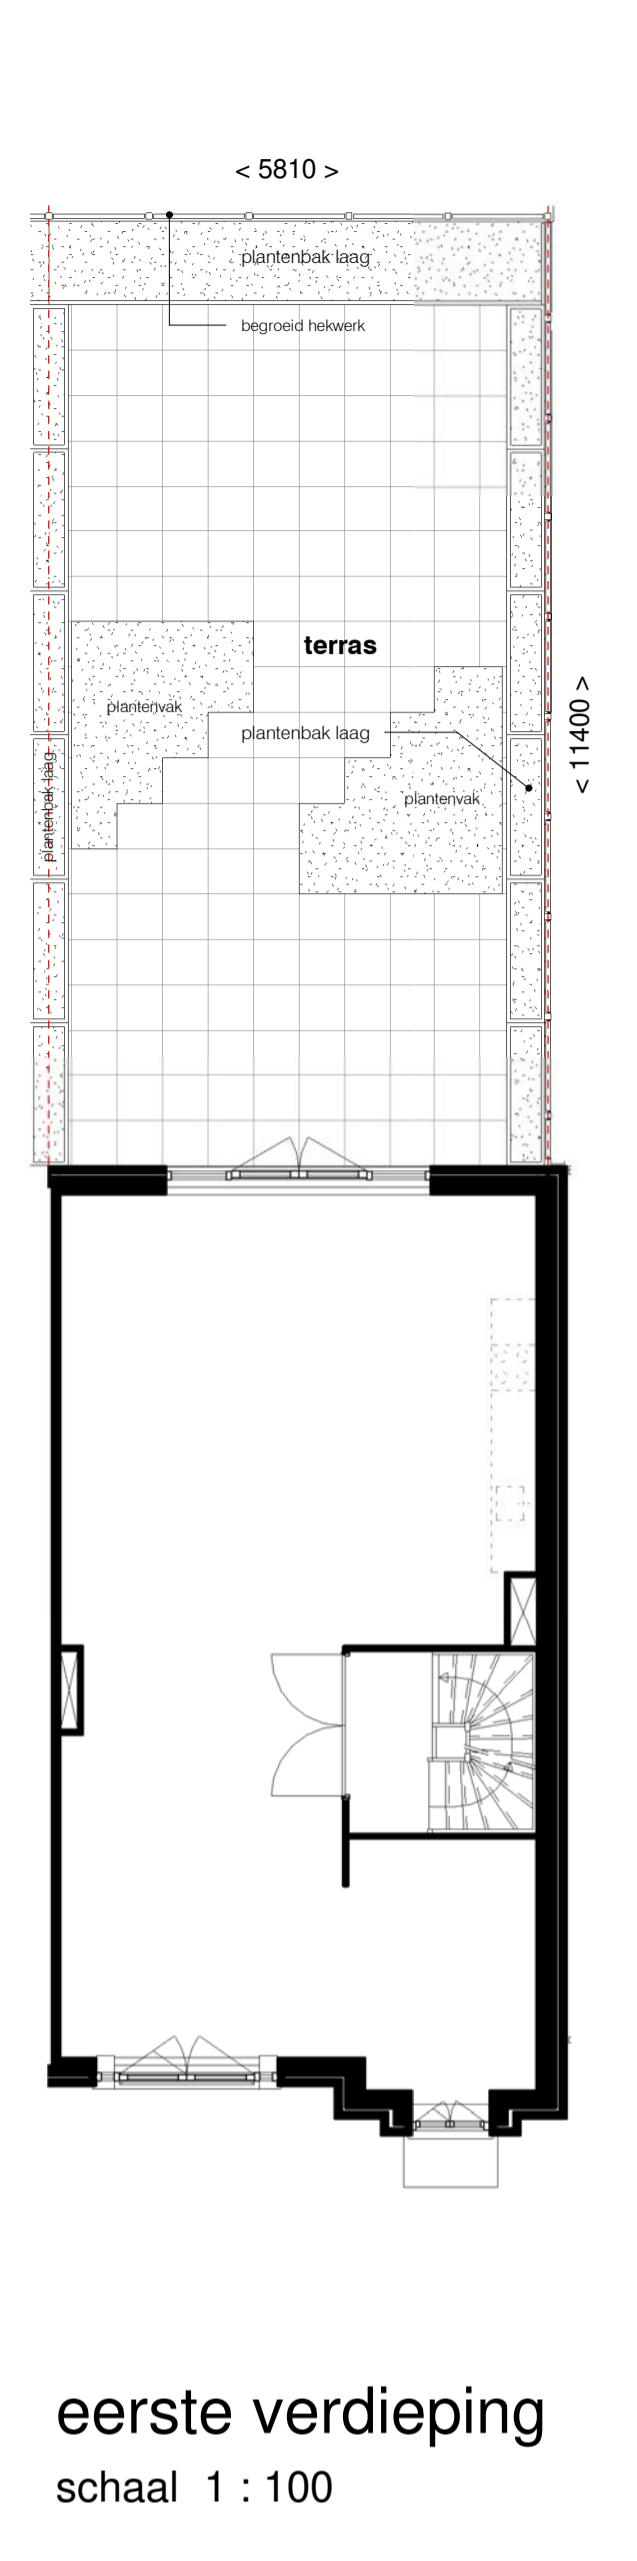 < 5810 >
plantenbak laag
begroeid hekwerk
terras
< 11400 >
plantenvak
plantenbak laag
plantenbak laag
plantenvak
eerste verdieping
schaal 1 : 100